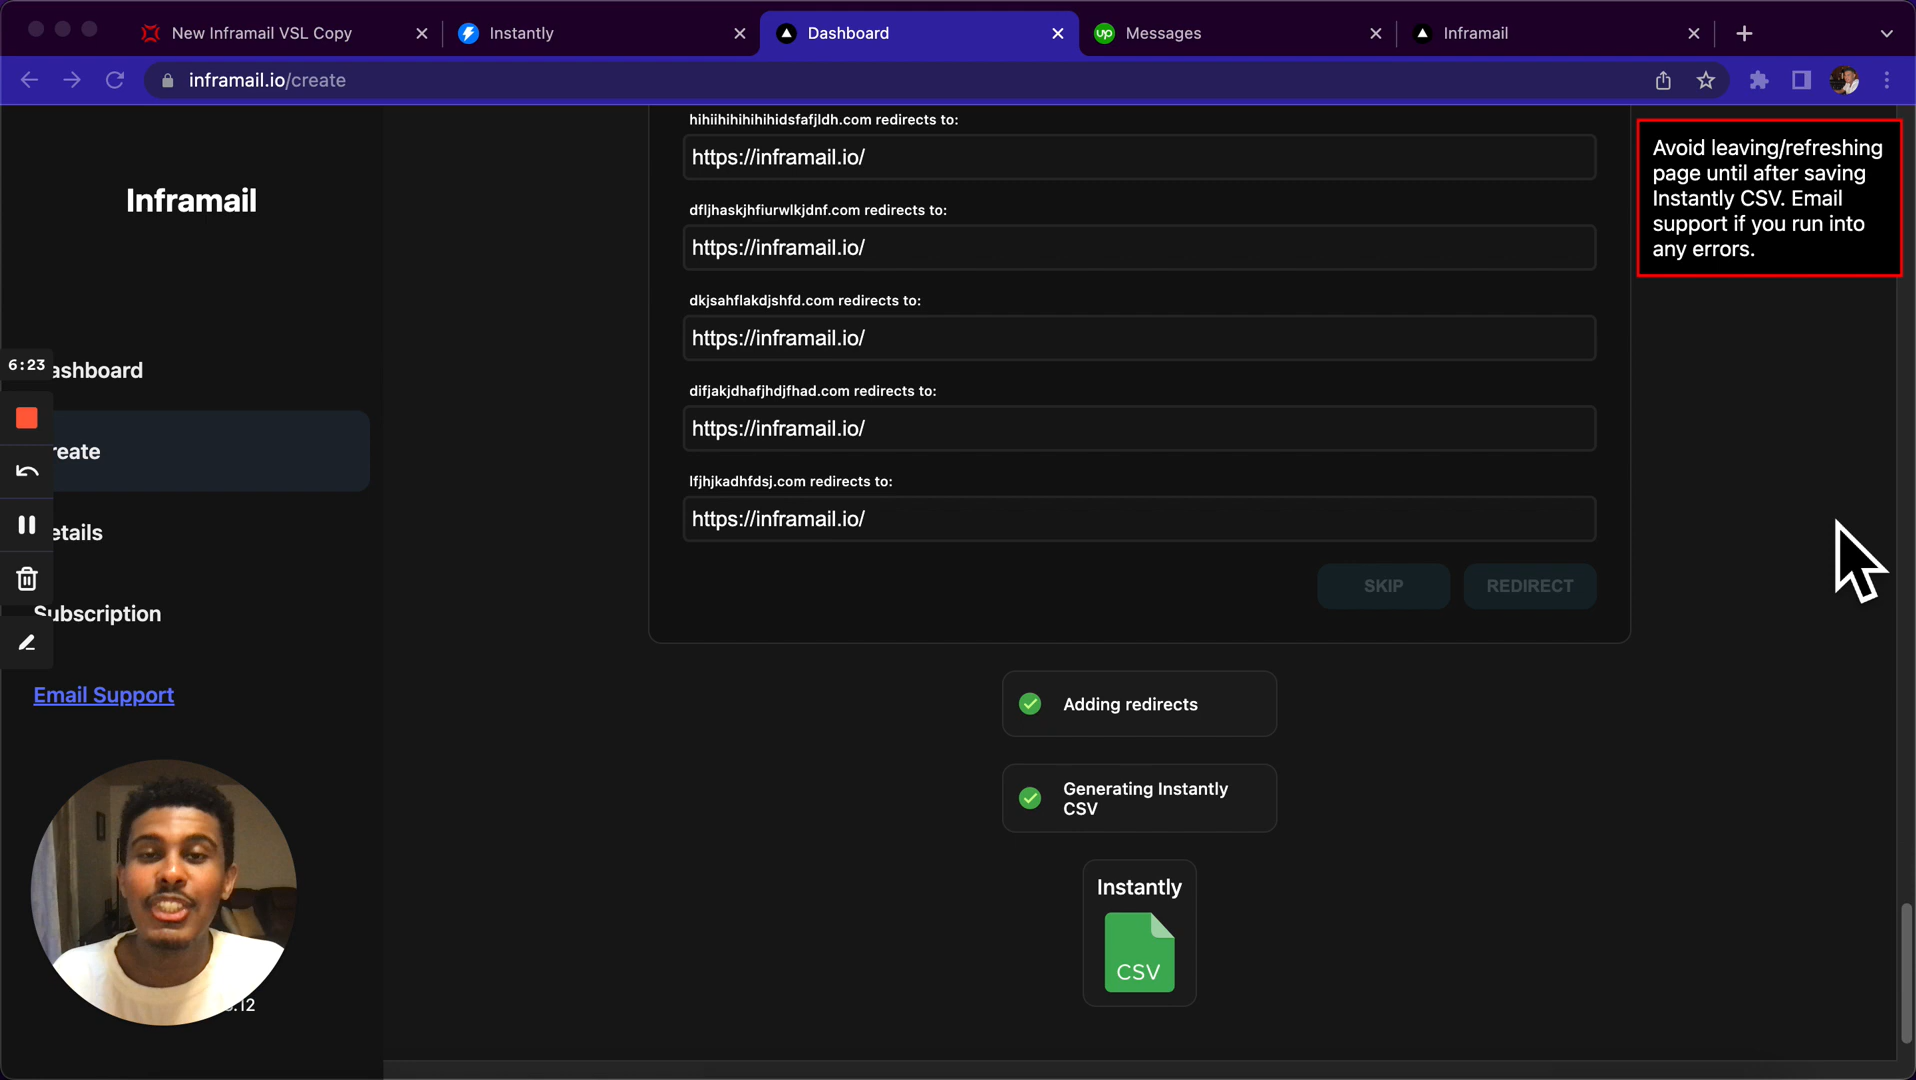 New Inframail VSL Copy
Instantly
Dashboard
Messages
Inframail
inframail.io/create
hihiihihihihihidsfafjldh.com redirects to:
https://inframail.io/
dfljhaskjhfiurwlkjdnf.com redirects to:
https://inframail.io/
dkjsahflakdjshfd.com redirects to:
https://inframail.io/
difjakjdhafjhdjfhad.com redirects to:
https://inframail.io/
lfjhjkadhfdsj.com redirects to:
https://inframail.io/
SKIP
REDIRECT
Avoid leaving/refreshing
page until after saving
Instantly CSV. Email
support if you run into
any errors.
Inframail
6:23
ashboard
reate
etails
Subscription
Email Support
.12
Adding redirects
Generating Instantly
CSV
Instantly
CSV